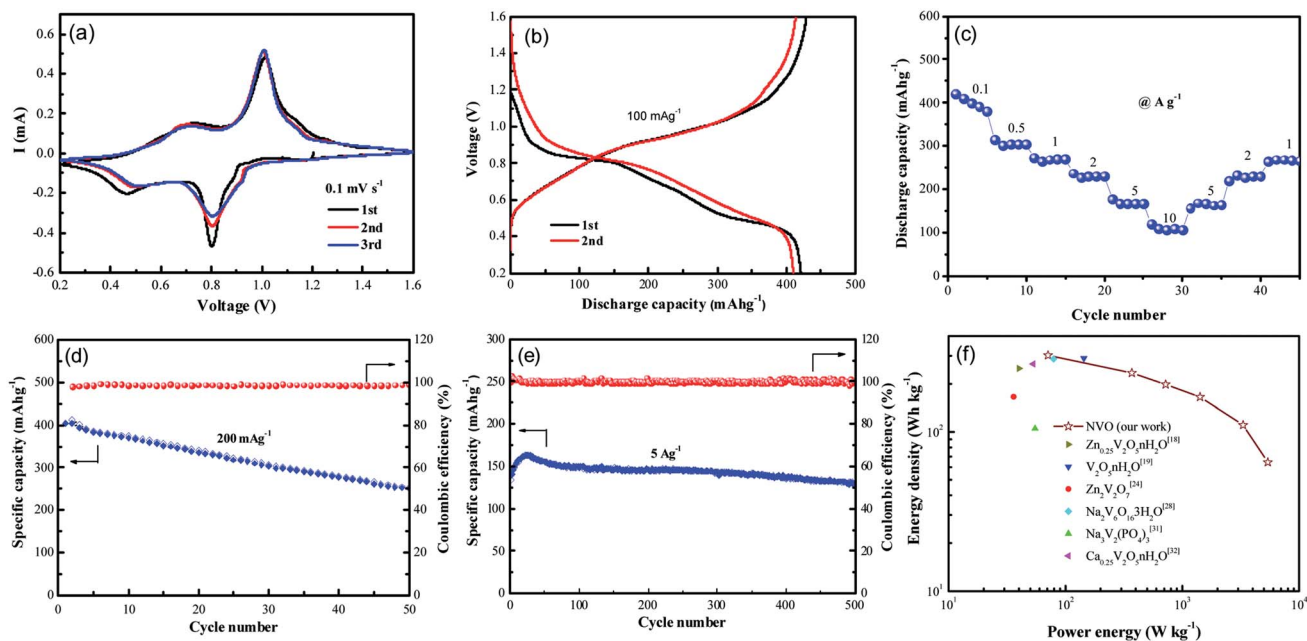 (a)
I (mA)
0.6
0.4
0.2
0.0
-0.2
-0.4
-0.6
0.1 mV s⁻¹
1st
2nd
3rd
0.2 0.4 0.6 0.8 1.0 1.2 1.4 1.6
Voltage (V)
(b)
Voltage (V)
1.6
1.4
1.2
1.0
0.8
0.6
0.4
0.2
100 mAg⁻¹
1st
2nd
0 100 200 300 400 500
Discharge capacity (mAhg⁻¹)
(c)
Discharge capacity (mAhg⁻¹)
600
500
400
300
200
100
0
@ A g⁻¹
0.1
0.5
1
2
5
10
5
2
1
0 10 20 30 40
Cycle number
(d)
Specific capacity (mAhg⁻¹)
600
500
400
300
200
100
0
200 mAg⁻¹
120
100
80
60
40
20
0
Coulombic efficiency (%)
0 10 20 30 40 50
Cycle number
(e)
Specific capacity (mAhg⁻¹)
300
250
200
150
100
50
0
5 Ag⁻¹
120
100
80
60
40
20
0
Coulombic efficiency (%)
0 100 200 300 400 500
Cycle number
(f)
Energy density (Wh kg⁻¹)
10²
10¹
NVO (our work)
Zn₀.₂₅V₂O₅nH₂O[18]
V₂O₅nH₂O[19]
Zn₂V₂O₇[24]
Na₂V₆O₁₆3H₂O[28]
Na₃V₂(PO₄)₃[31]
Ca₀.₂₅V₂O₅nH₂O[32]
10¹ 10² 10³ 10⁴
Power energy (W kg⁻¹)